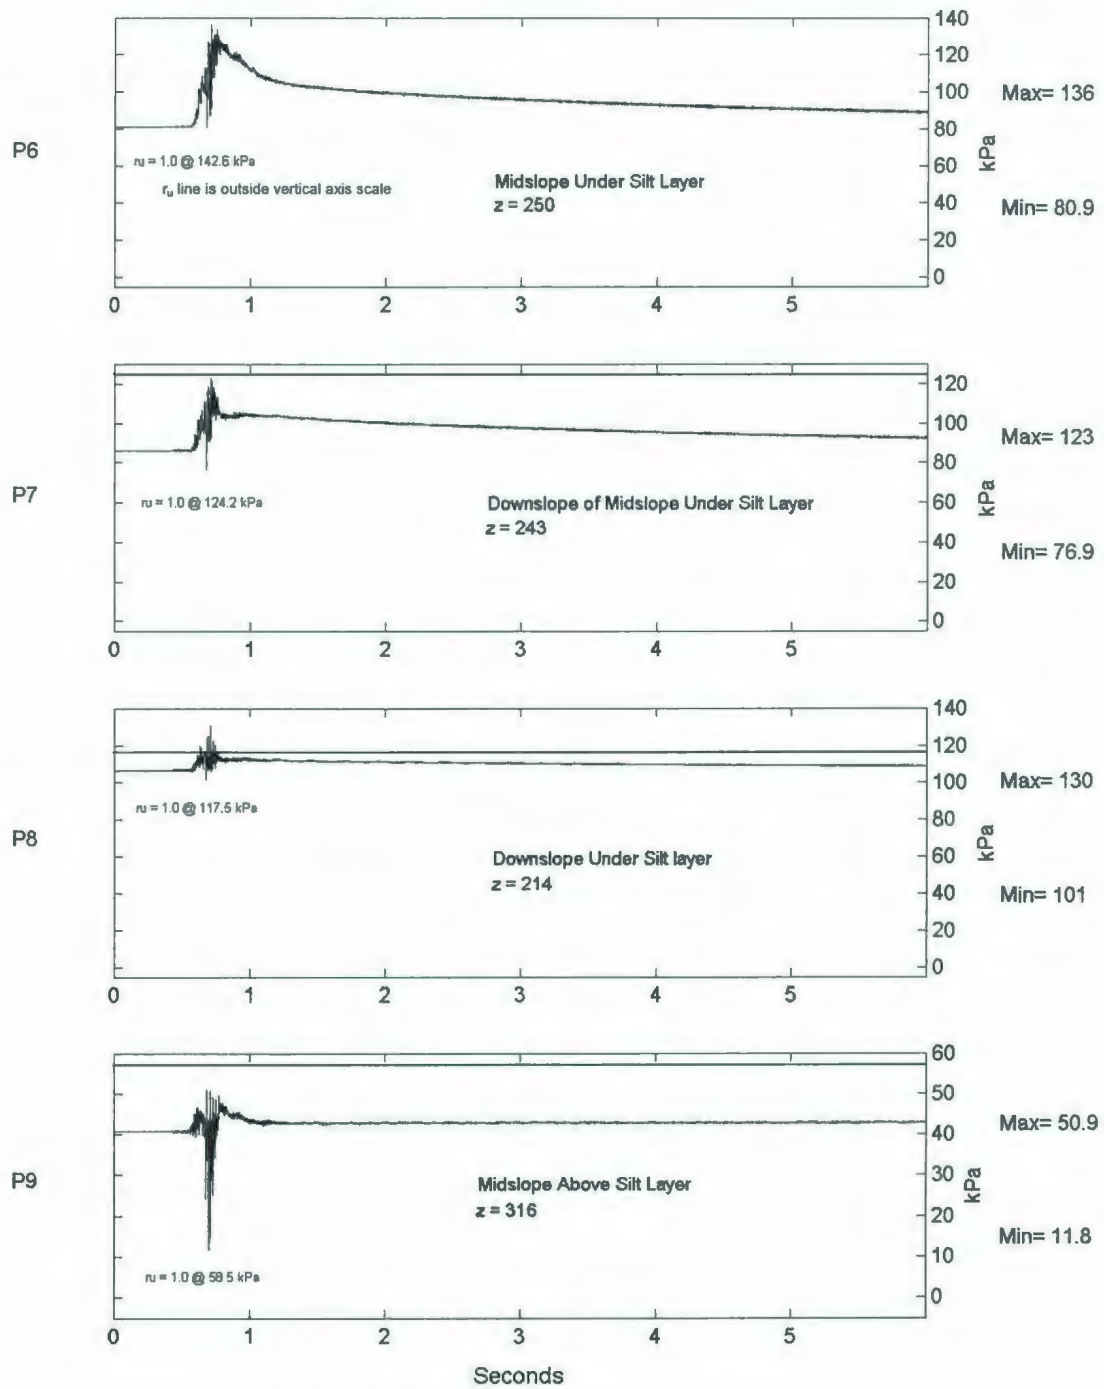 P6
140
120
100
80
60
40
20
0
kPa
Max= 136
Min= 80.9
ru = 1.0 @ 142.6 kPa
ru line is outside vertical axis scale
Midslope Under Silt Layer
z = 250
0 1 2 3 4 5
P7
120
100
80
60
40
20
0
kPa
Max= 123
Min= 76.9
ru = 1.0 @ 124.2 kPa
Downslope of Midslope Under Silt Layer
z = 243
0 1 2 3 4 5
P8
140
120
100
80
60
40
20
0
kPa
Max= 130
Min= 101
ru = 1.0 @ 117.5 kPa
Downslope Under Silt layer
z = 214
0 1 2 3 4 5
P9
60
50
40
30
20
10
0
kPa
Max= 50.9
Min= 11.8
Midslope Above Silt Layer
z = 316
ru = 1.0 @ 58.5 kPa
0 1 2 3 4 5
Seconds